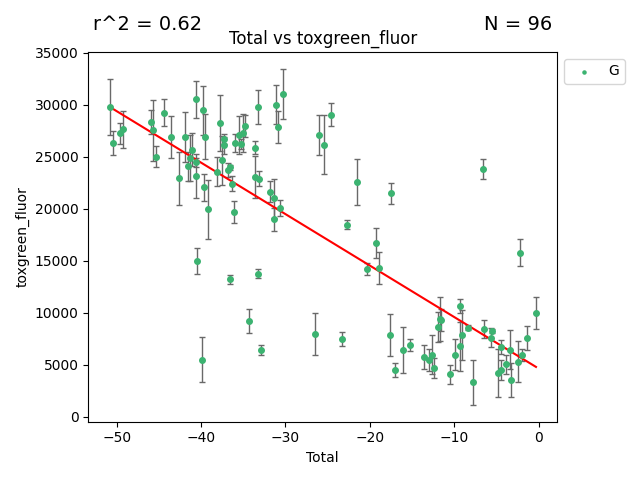 r^2 = 0.62
N = 96
Total vs toxgreen_fluor
G
35000
30000
25000
20000
15000
10000
5000
0
toxgreen_fluor
−50
−40
−30
−20
−10
0
Total